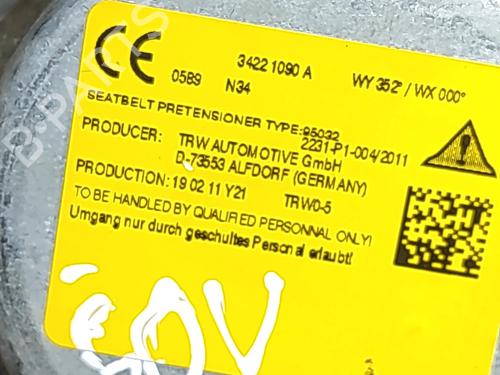 B-PARTS
CE 34221090 A WY 352° / WX 000°
0589 N34
SEATBELT PRETENSIONER TYPE:95032
2231-P1-004/2011
PRODUCER: TRW AUTOMOTIVE GmbH
D-73553 ALFDORF (GERMANY)
PRODUCTION: 19 02 11 Y21 TRW0-5
TO BE HANDLED BY QUALIFIED PERSONNAL ONLY!
Umgang nur durch geschultes Personal erlaubt!